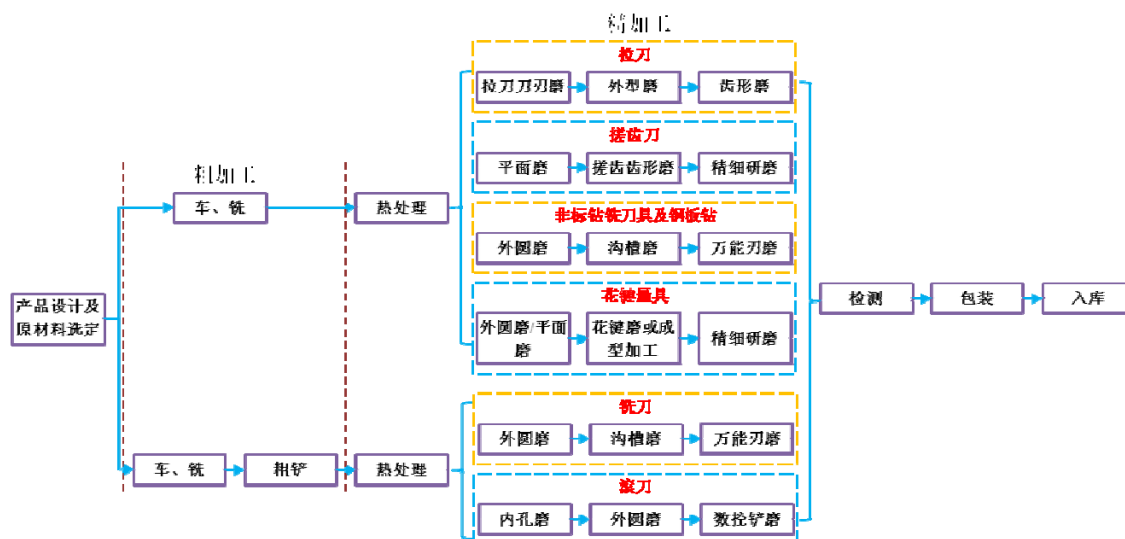 精加工
拉刀
拉刀刀刃磨
外型磨
齿形磨
搓齿刀
平面磨
搓齿齿形磨
精细研磨
粗加工
车、铣
热处理
非标钻铣刀具及钢板钻
外圆磨
沟槽磨
万能刃磨
产品设计及
原材料选定
花键量具
外圆磨/平面
磨
花键磨或成
型加工
精细研磨
检测
包装
入库
铣刀
外圆磨
沟槽磨
万能刃磨
车、铣
粗铲
热处理
滚刀
内孔磨
外圆磨
数控铲磨